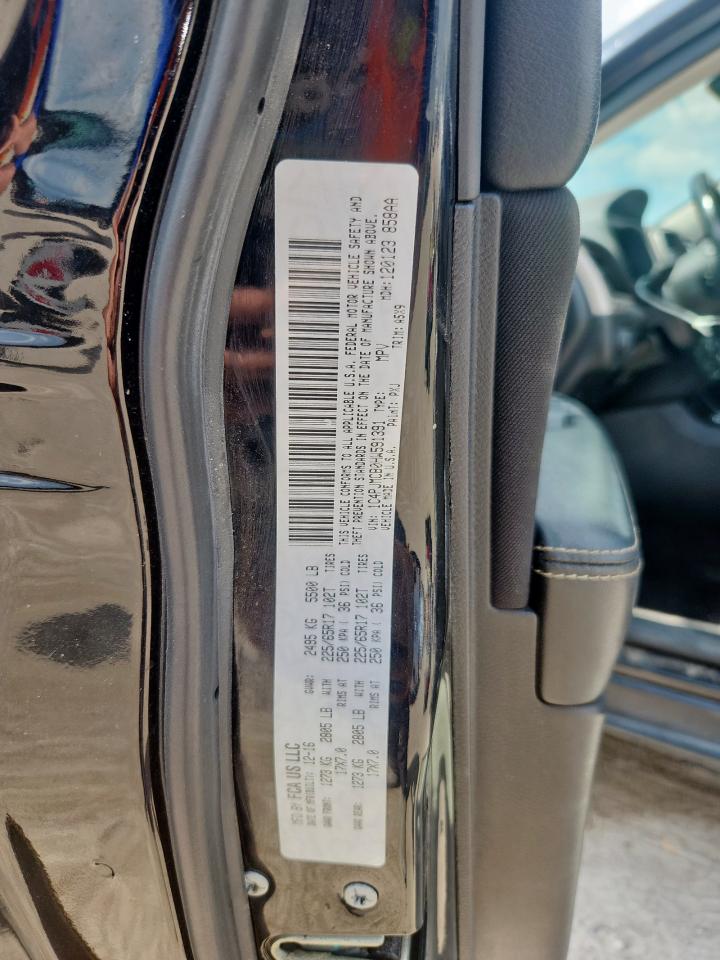 MFD BY FCA US LLC
DATE OF MFR(BUILT): 12-16 GVWR: 2495 KG 5500 LB
GAWR FRONT: 1273 KG 2805 LB WITH 225/65R17 102T TIRES
17X7.0 RIMS AT 250 KPA ( 36 PSI) COLD
GAWR REAR: 1273 KG 2805 LB WITH 225/65R17 102T TIRES
17X7.0 RIMS AT 250 KPA ( 36 PSI) COLD
THIS VEHICLE CONFORMS TO ALL APPLICABLE U.S.A. FEDERAL MOTOR VEHICLE SAFETY AND
THEFT PREVENTION STANDARDS IN EFFECT ON THE DATE OF MANUFACTURE SHOWN ABOVE.
VIN: 1C4PJMCB0HW591391 TYPE: MPV MDH: 120123 858AA
VEHICLE MADE IN U.S.A. PAINT: PXJ TRIM: A5X9